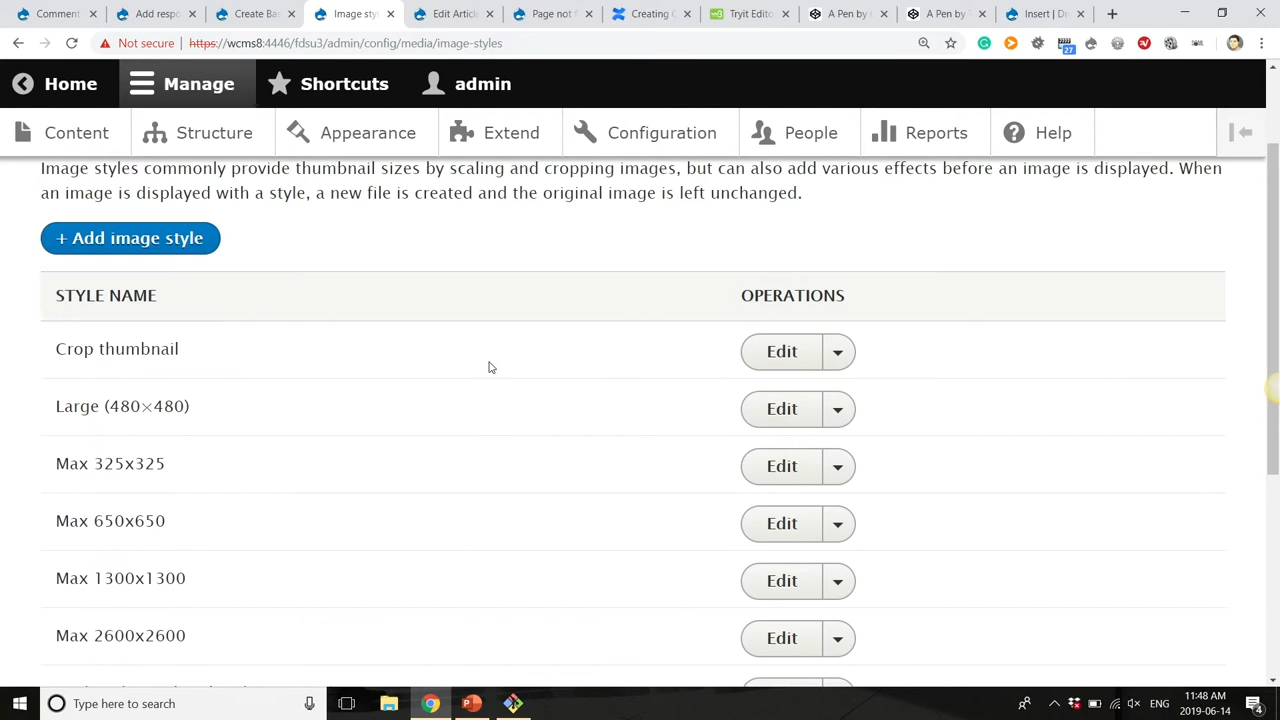 Comment
Add respo
Create Bas
Image sty
Edit Article
Page not f
Creating C
Tryit Edito
A Pen by
A Pen by
Insert | De
Not secure
https://wcms8:4446/fdsu3/admin/config/media/image-styles
27
Home
Manage
Shortcuts
admin
Content
Structure
Appearance
Extend
Configuration
People
Reports
Help
Image styles commonly provide thumbnail sizes by scaling and cropping images, but can also add various effects before an image is displayed. When
an image is displayed with a style, a new file is created and the original image is left unchanged.
+ Add image style
STYLE NAME
OPERATIONS
Crop thumbnail
Edit
Large (480×480)
Edit
Max 325x325
Edit
Max 650x650
Edit
Max 1300x1300
Edit
Max 2600x2600
Edit
Type here to search
ENG
11:48 AM
2019-06-14
4